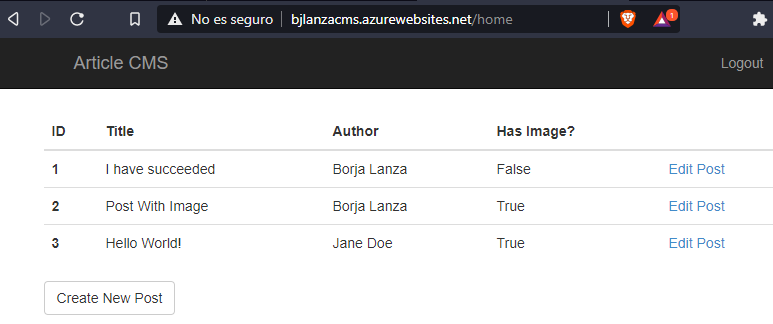 No es seguro bjlanzacms.azurewebsites.net/home 1
Article CMS Logout
ID Title Author Has Image?
1 I have succeeded Borja Lanza False Edit Post
2 Post With Image Borja Lanza True Edit Post
3 Hello World! Jane Doe True Edit Post
Create New Post